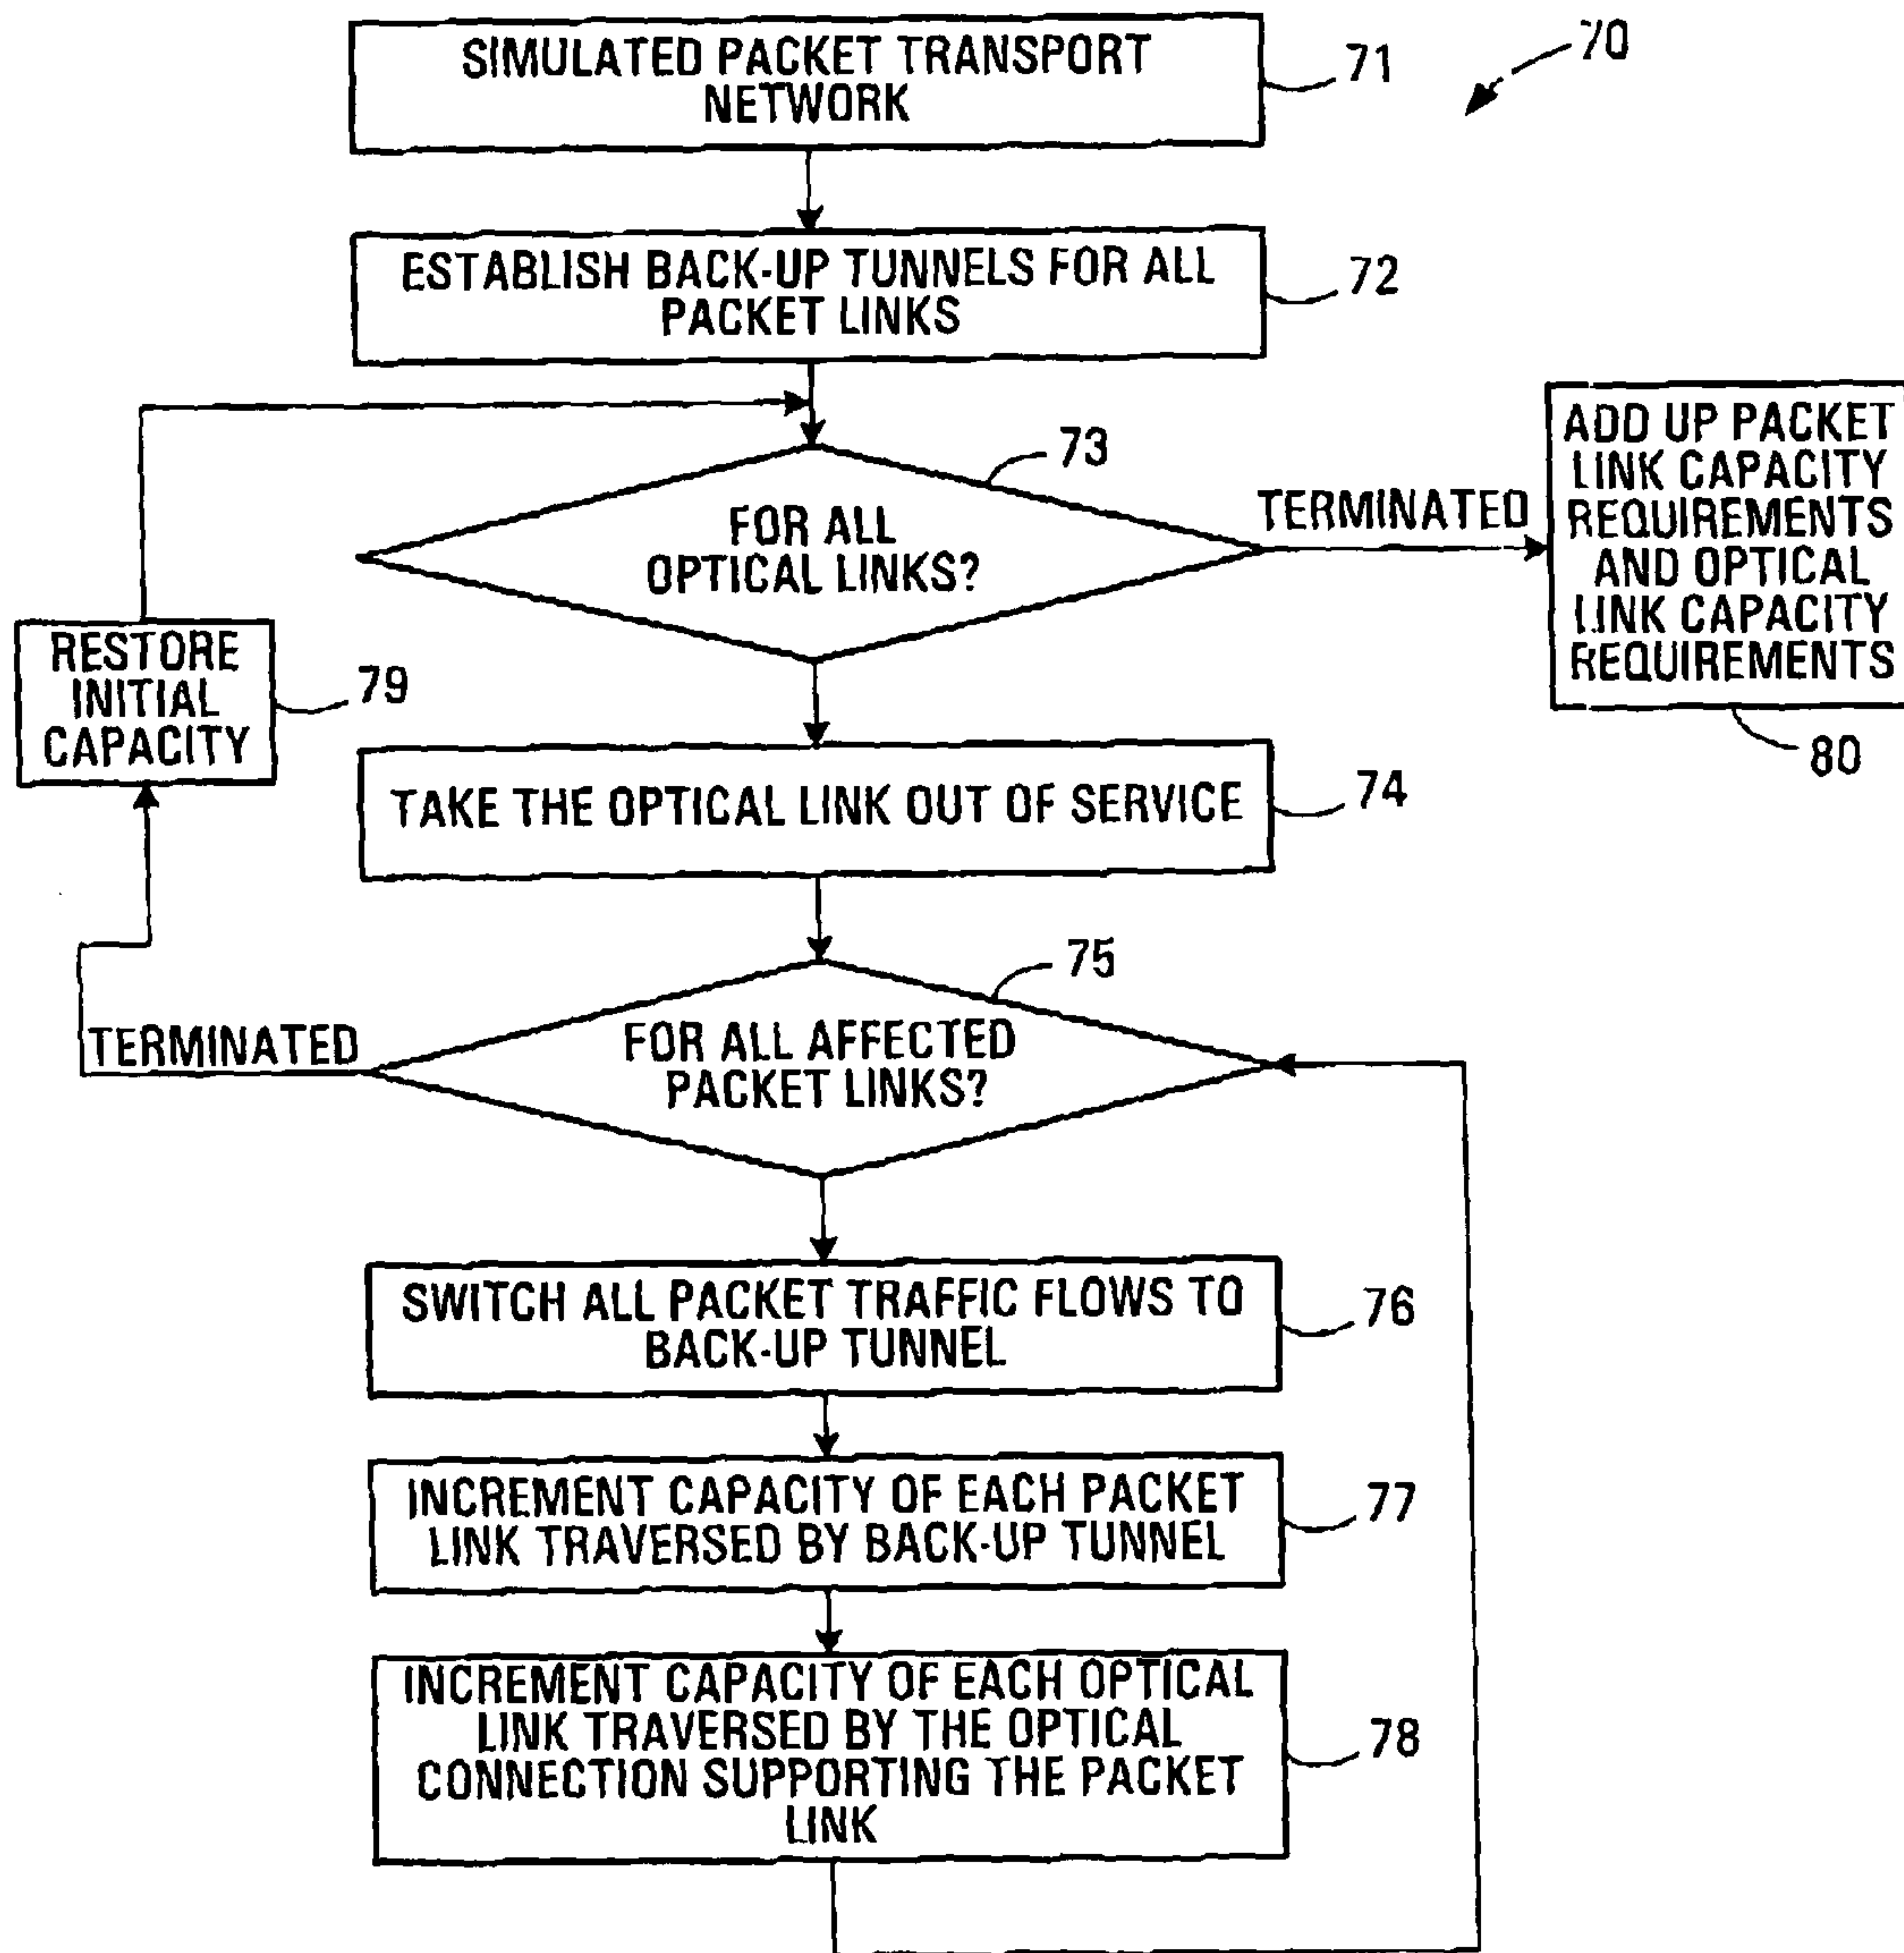 70
SIMULATED PACKET TRANSPORT
NETWORK
71
ESTABLISH BACK-UP TUNNELS FOR ALL
PACKET LINKS
72
FOR ALL
OPTICAL LINKS?
73
TERMINATED
ADD UP PACKET
LINK CAPACITY
REQUIREMENTS
AND OPTICAL
LINK CAPACITY
REQUIREMENTS
80
RESTORE
INITIAL
CAPACITY
79
TAKE THE OPTICAL LINK OUT OF SERVICE
74
FOR ALL AFFECTED
PACKET LINKS?
75
TERMINATED
SWITCH ALL PACKET TRAFFIC FLOWS TO
BACK-UP TUNNEL
76
INCREMENT CAPACITY OF EACH PACKET
LINK TRAVERSED BY BACK-UP TUNNEL
77
INCREMENT CAPACITY OF EACH OPTICAL
LINK TRAVERSED BY THE OPTICAL
CONNECTION SUPPORTING THE PACKET
LINK
78